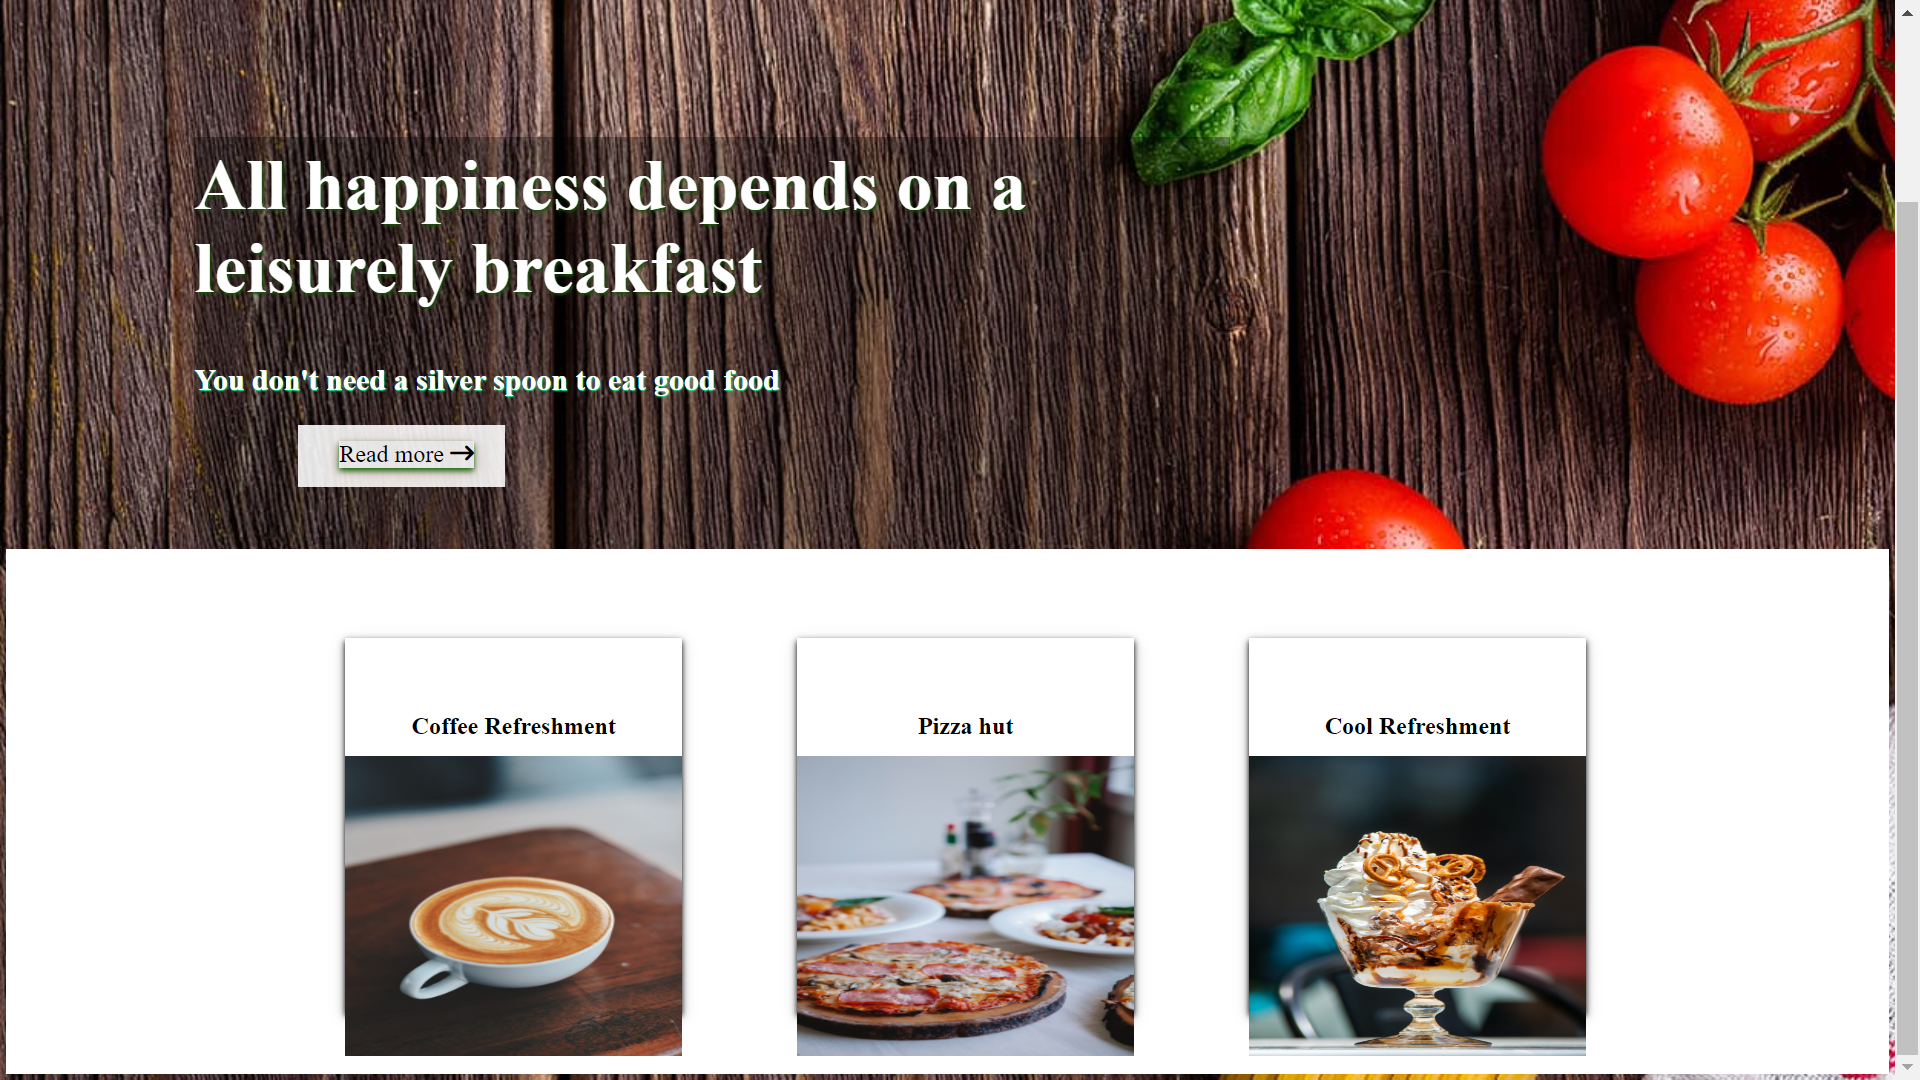 All happiness depends on a
leisurely breakfast
You don't need a silver spoon to eat good food
Read more →
Coffee Refreshment
Pizza hut
Cool Refreshment